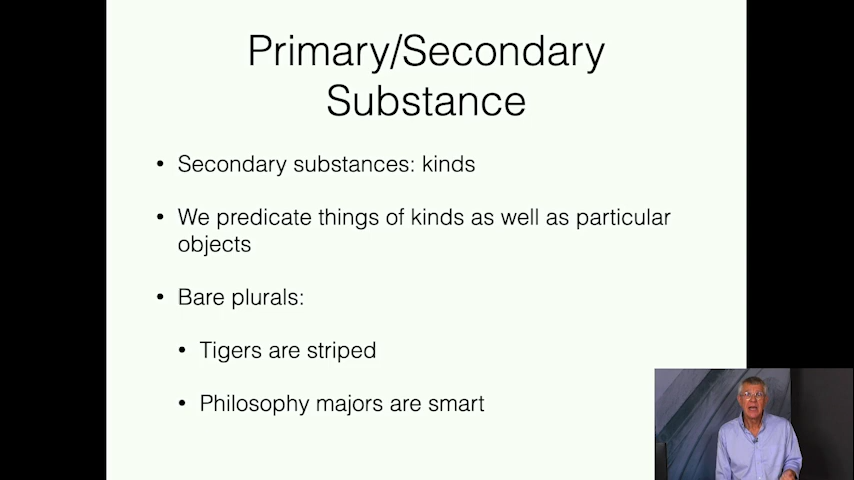 Primary/Secondary
Substance
• Secondary substances: kinds
• We predicate things of kinds as well as particular
objects
• Bare plurals:
• Tigers are striped
• Philosophy majors are smart